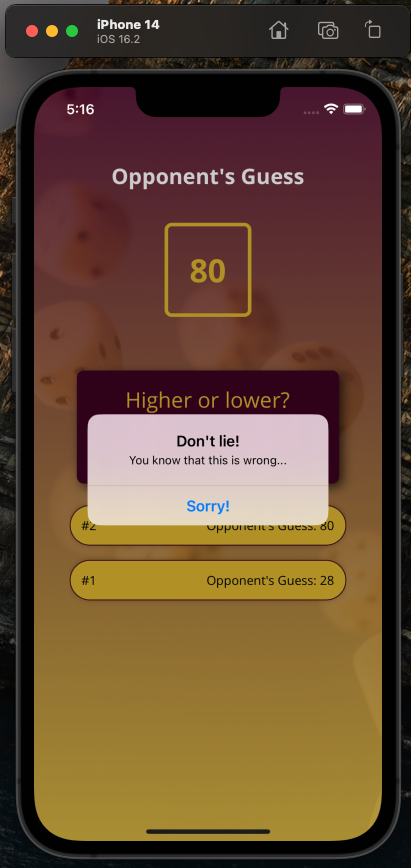 iPhone 14
iOS 16.2
5:16
Opponent's Guess
80
Higher or lower?
Don't lie!
You know that this is wrong...
Sorry!
#2 Opponent's Guess: 80
#1 Opponent's Guess: 28